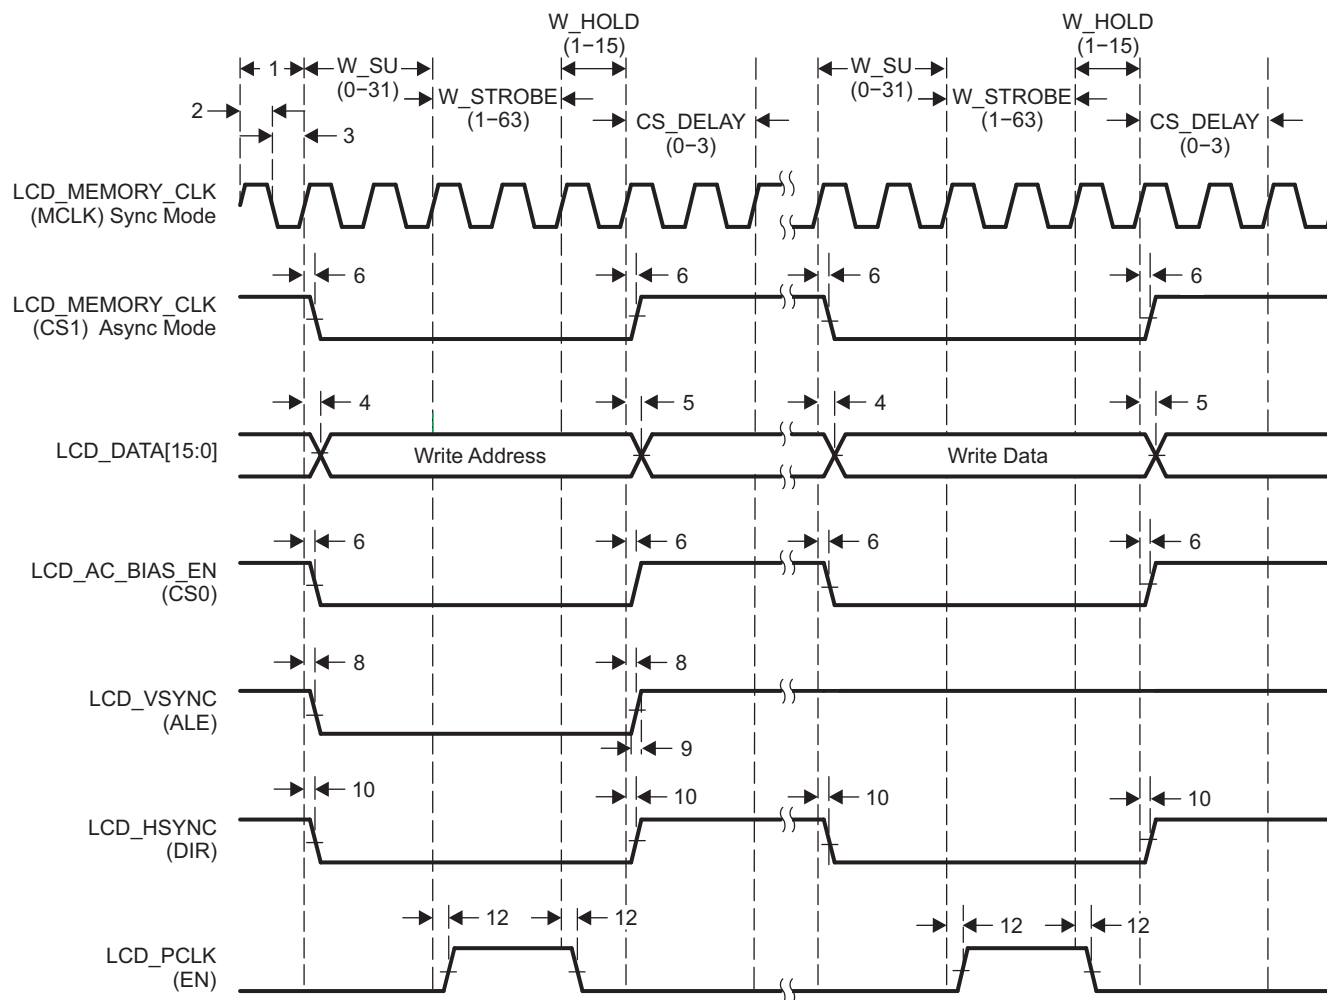 W_HOLD
(1−15)
W_HOLD
(1−15)
1
W_SU
(0−31)
W_SU
(0−31)
2
W_STROBE
(1−63)
W_STROBE
(1−63)
3
CS_DELAY
(0−3)
CS_DELAY
(0−3)
LCD_MEMORY_CLK
(MCLK) Sync Mode
6 6 6 6
LCD_MEMORY_CLK
(CS1) Async Mode
4 5 4 5
LCD_DATA[15:0]
Write Address
Write Data
6 6 6 6
LCD_AC_BIAS_EN
(CS0)
8 8
LCD_VSYNC
(ALE)
9
10 10 10 10
LCD_HSYNC
(DIR)
12 12 12 12
LCD_PCLK
(EN)